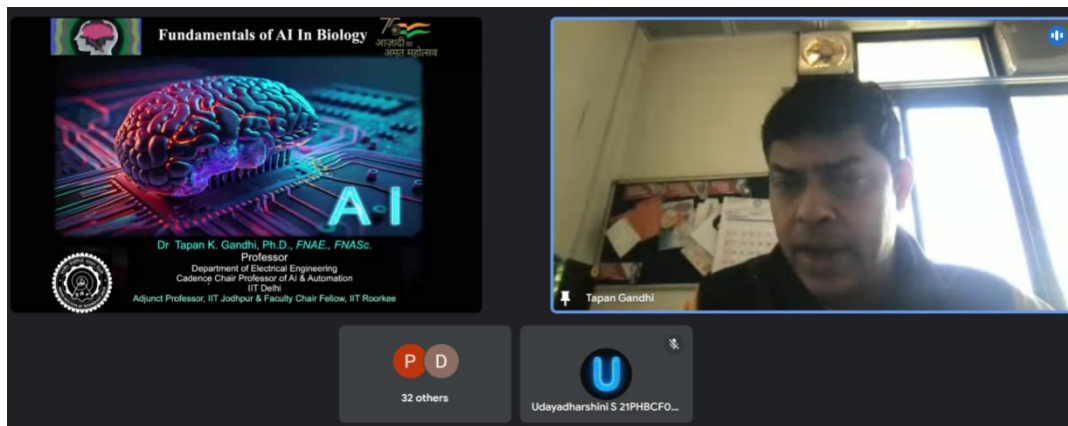 Fundamentals of AI In Biology
आज़ादी का
अमृत महोत्सव
AI
Dr Tapan K. Gandhi, Ph.D., FNAE., FNASc.
Professor
Department of Electrical Engineering
Cadence Chair Professor of AI & Automation
IIT Delhi
Adjunct Professor, IIT Jodhpur & Faculty Chair Fellow, IIT Roorkee
Tapan Gandhi
P D
32 others
U
Udayadharshini S 21PHBCF0...